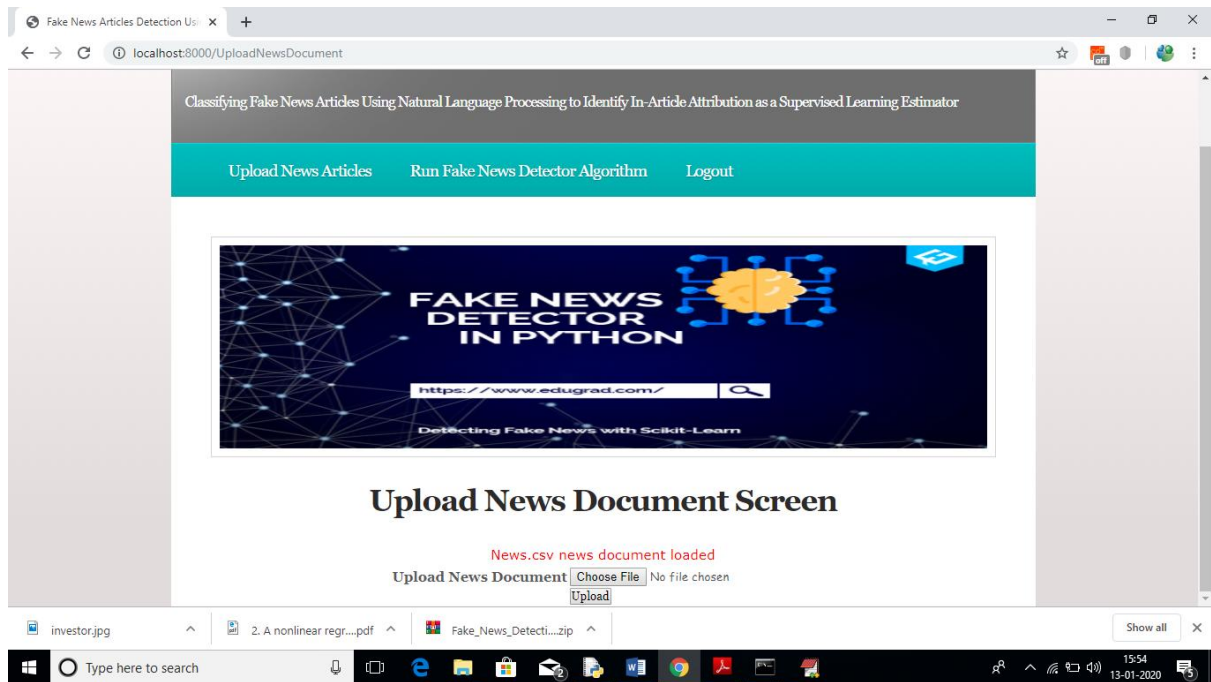 Fake News Articles Detection Usi
localhost:8000/UploadNewsDocument
off
Classifying Fake News Articles Using Natural Language Processing to Identify In-Article Attribution as a Supervised Learning Estimator
Upload News Articles Run Fake News Detector Algorithm Logout
FAKE NEWS
DETECTOR
IN PYTHON
https://www.edugrad.com/
Detecting Fake News with Scikit-Learn
Upload News Document Screen
News.csv news document loaded
Upload News Document Choose File No file chosen
Upload
investor.jpg 2. A nonlinear regr....pdf Fake_News_Detecti....zip Show all
Type here to search
15:54
13-01-2020